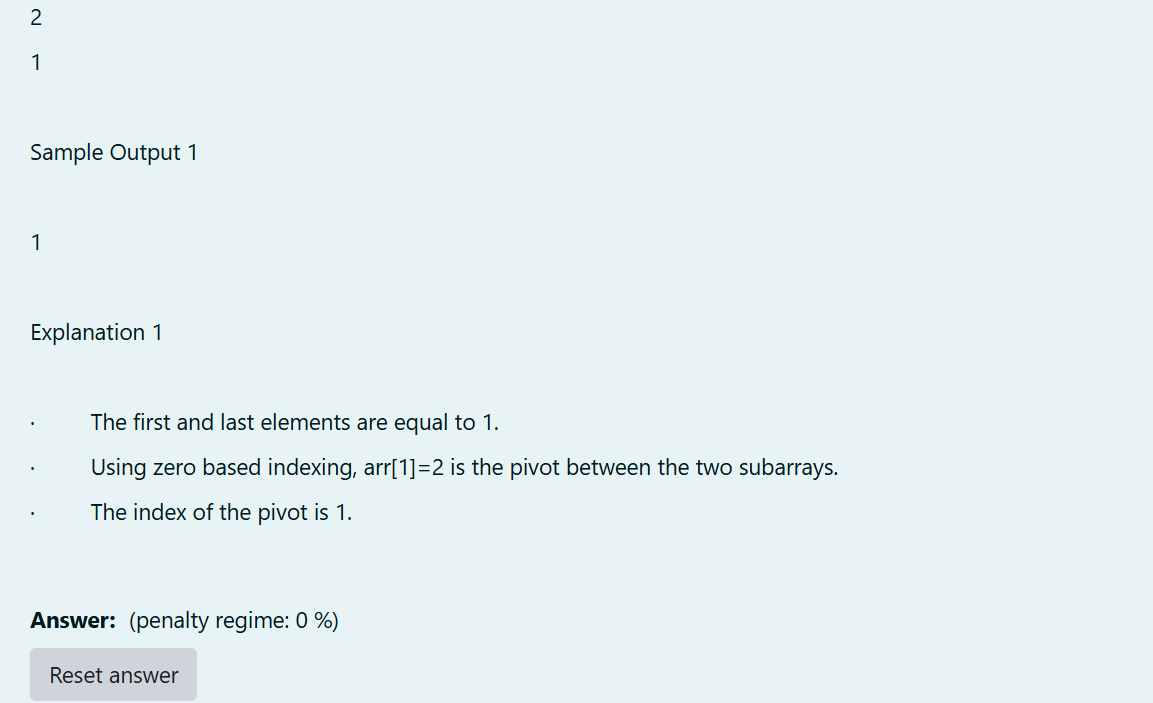 2
1
Sample Output 1
1
Explanation 1
· The first and last elements are equal to 1.
· Using zero based indexing, arr[1]=2 is the pivot between the two subarrays.
· The index of the pivot is 1.
Answer: (penalty regime: 0 %)
Reset answer